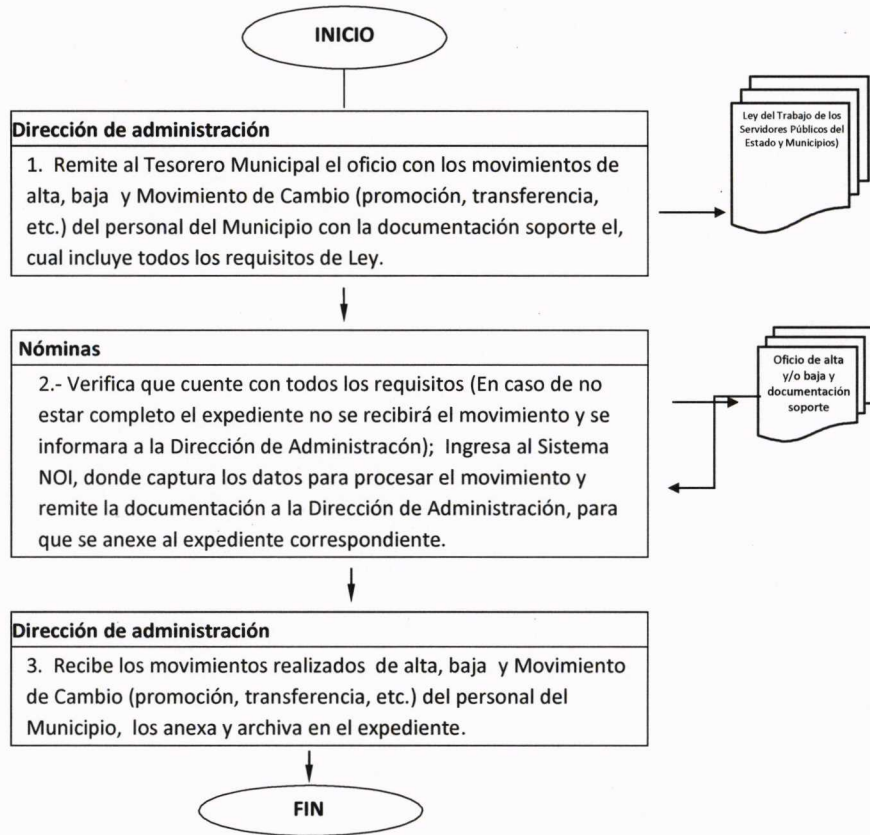 INICIO
Dirección de administración
1. Remite al Tesorero Municipal el oficio con los movimientos de
alta, baja y Movimiento de Cambio (promoción, transferencia,
etc.) del personal del Municipio con la documentación soporte el,
cual incluye todos los requisitos de Ley.
Ley del Trabajo de los
Servidores Públicos del
Estado y Municipios)
Nóminas
2.- Verifica que cuente con todos los requisitos (En caso de no
estar completo el expediente no se recibirá el movimiento y se
informara a la Dirección de Administracón); Ingresa al Sistema
NOI, donde captura los datos para procesar el movimiento y
remite la documentación a la Dirección de Administración, para
que se anexe al expediente correspondiente.
Oficio de alta
y/o baja y
documentación
soporte
Dirección de administración
3. Recibe los movimientos realizados de alta, baja y Movimiento
de Cambio (promoción, transferencia, etc.) del personal del
Municipio, los anexa y archiva en el expediente.
FIN